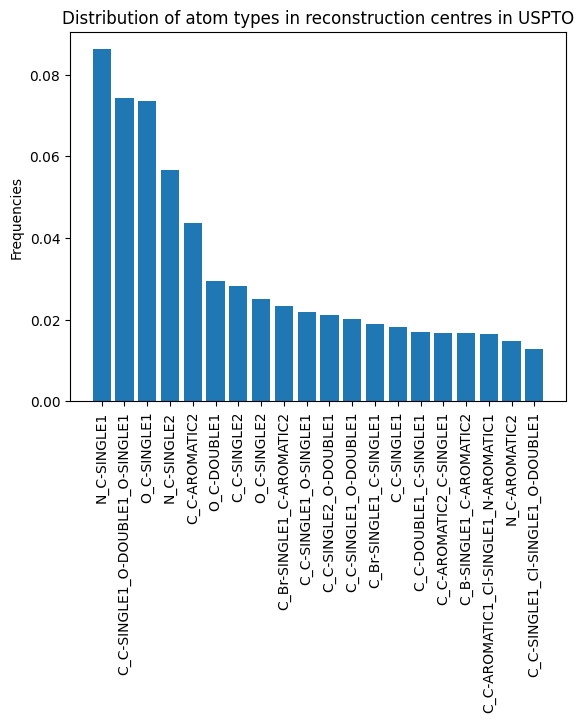 Distribution of atom types in reconstruction centres in USPTO
Frequencies
0.08
0.06
0.04
0.02
0.00
N_C-SINGLE1
C_C-SINGLE1_O-DOUBLE1_O-SINGLE1
O_C-SINGLE1
N_C-SINGLE2
C_C-AROMATIC2
O_C-DOUBLE1
C_C-SINGLE2
O_C-SINGLE2
C_Br-SINGLE1_C-AROMATIC2
C_C-SINGLE1_O-SINGLE1
C_C-SINGLE2_O-DOUBLE1
C_C-SINGLE1_O-DOUBLE1
C_Br-SINGLE1_C-SINGLE1
C_C-SINGLE1
C_C-DOUBLE1_C-SINGLE1
C_C-AROMATIC2_C-SINGLE1
C_B-SINGLE1_C-AROMATIC2
C_C-AROMATIC1_Cl-SINGLE1_N-AROMATIC1
N_C-AROMATIC2
C_C-SINGLE1_Cl-SINGLE1_O-DOUBLE1